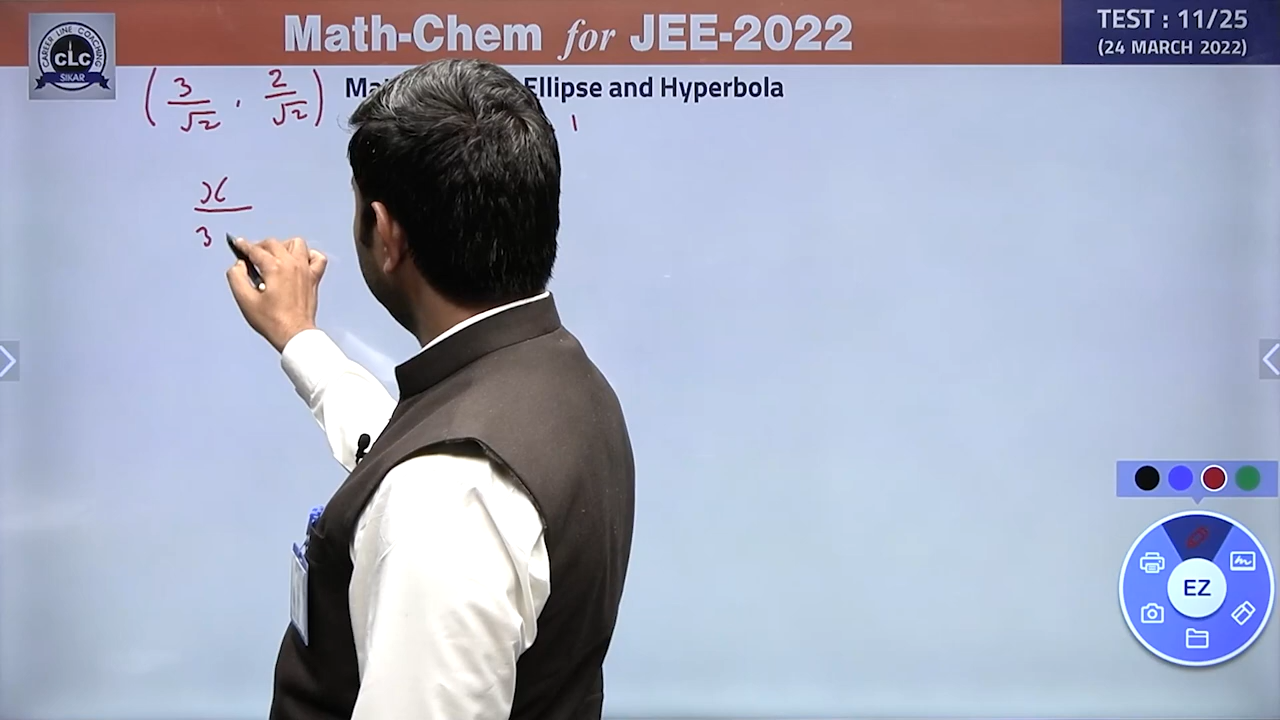 Math-Chem for JEE-2022
TEST : 11/25
(24 MARCH 2022)
CAREER LINE COACHING
CLC
SIKAR
Ellipse and Hyperbola
(3/√2 , 2/√2)
1
x
3
EZ